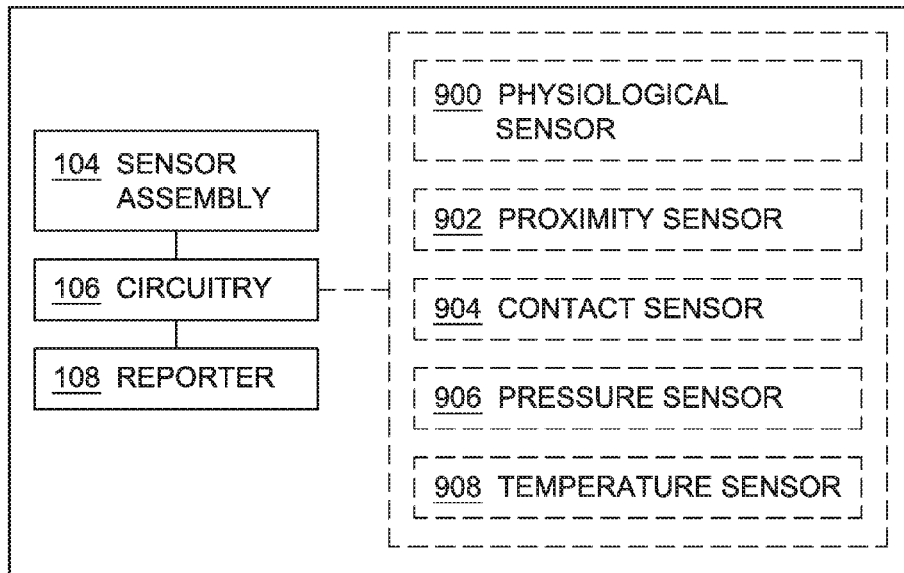 104 SENSOR
ASSEMBLY
106 CIRCUITRY
108 REPORTER
900 PHYSIOLOGICAL
SENSOR
902 PROXIMITY SENSOR
904 CONTACT SENSOR
906 PRESSURE SENSOR
908 TEMPERATURE SENSOR